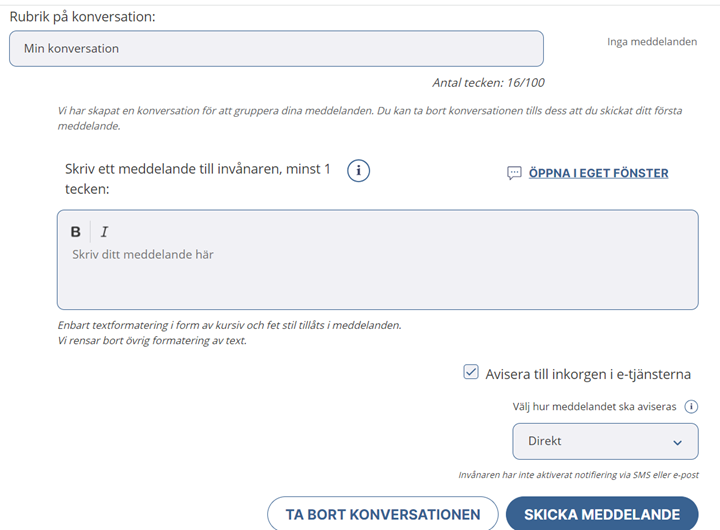 Rubrik på konversation:
Min konversation
Inga meddelanden
Antal tecken: 16/100
Vi har skapat en konversation för att gruppera dina meddelanden. Du kan ta bort konversationen tills dess att du skickat ditt första
meddelande.
Skriv ett meddelande till invånaren, minst 1
tecken:
ÖPPNA I EGET FÖNSTER
B I
Skriv ditt meddelande här
Enbart textformatering i form av kursiv och fet stil tillåts i meddelanden.
Vi rensar bort övrig formatering av text.
Avisera till inkorgen i e-tjänsterna
Välj hur meddelandet ska aviseras
Direkt
Invånaren har inte aktiverat notifiering via SMS eller e-post
TA BORT KONVERSATIONEN
SKICKA MEDDELANDE